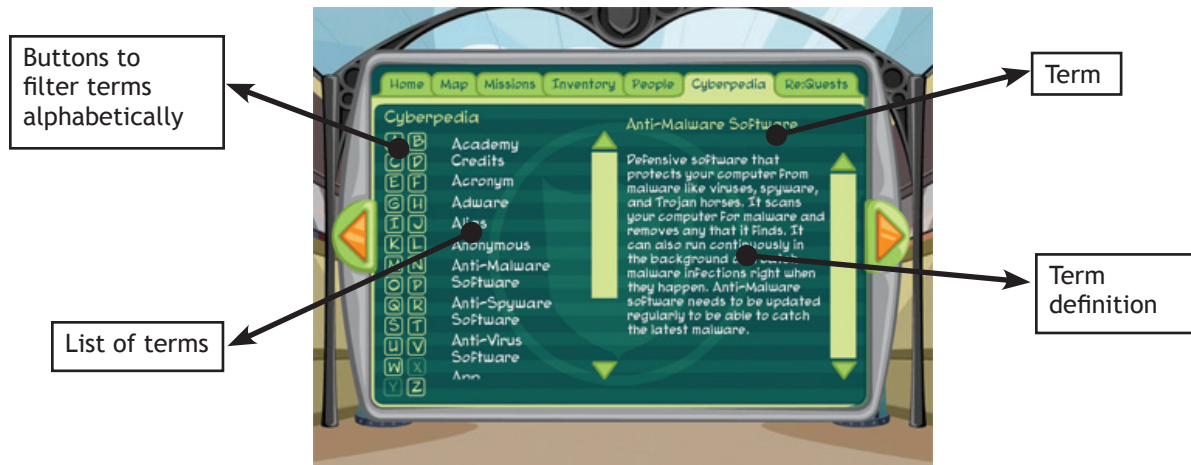 Buttons to
filter terms
alphabetically
Term
Home Map Missions Inventory People Cyberpedia Re:Quests
Cyberpedia
A B
C D
E F
G H
I J
K L
M N
O P
Q R
S T
U V
W X
Y Z
Academy
Credits
Acronym
Adware
Alias
Anonymous
Anti-Malware
Software
Anti-Spyware
Software
Anti-Virus
Software
App
Anti-Malware Software
Defensive software that
protects your computer from
malware like viruses, spyware,
and Trojan horses. It scans
your computer for malware and
removes any that it finds. It
can also run continuously in
the background and catch
malware infections right when
they happen. Anti-Malware
software needs to be updated
regularly to be able to catch
the latest malware.
List of terms
Term
definition